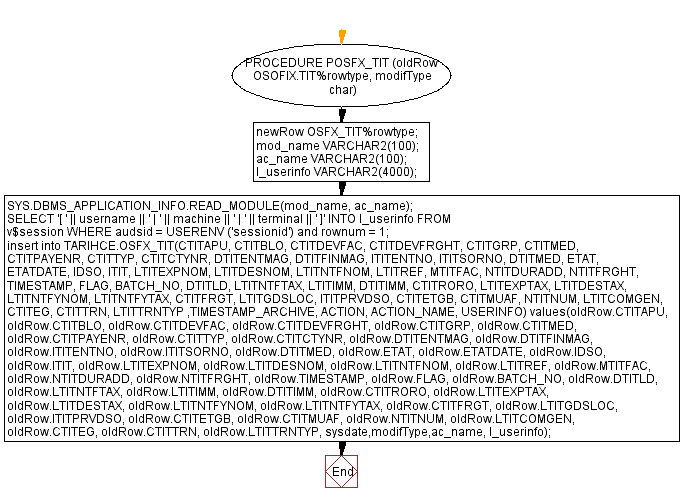 PROCEDURE POSFX_TIT (oldRow
OSOFIX.TIT%rowtype, modifType
char)
newRow OSFX_TIT%rowtype;
mod_name VARCHAR2(100);
ac_name VARCHAR2(100);
l_userinfo VARCHAR2(4000);
SYS.DBMS_APPLICATION_INFO.READ_MODULE(mod_name, ac_name);
SELECT '[ ' || username || ' | ' || machine || ' | ' || terminal || ' ]' INTO l_userinfo FROM
v$session WHERE audsid = USERENV ('sessionid') and rownum = 1;
insert into TARIHCE.OSFX_TIT(CTITAPU, CTITBLO, CTITDEVFAC, CTITDEVFRGHT, CTITGRP, CTITMED,
CTITPAYENR, CTITTYP, CTITCTYNR, DTITENTMAG, DTITFINMAG, ITITENTNO, ITITSORNO, DTITMED, ETAT,
ETATDATE, IDSO, ITIT, LTITEXPNOM, LTITDESNOM, LTITNTFNOM, LTITREF, MTITFAC, NTITDURADD, NTITFRGHT,
TIMESTAMP, FLAG, BATCH_NO, DTITLD, LTITNTFTAX, LTITIMM, DTITIMM, CTITRORO, LTITEXPTAX, LTITDESTAX,
LTITNTFYNOM, LTITNTFYTAX, CTITFRGT, LTITGDSLOC, ITITPRVDSO, CTITETGB, CTITMUAF, NTITNUM, LTITCOMGEN,
CTITEG, CTITTRN, LTITTRNTYP ,TIMESTAMP_ARCHIVE, ACTION, ACTION_NAME, USERINFO) values(oldRow.CTITAPU,
oldRow.CTITBLO, oldRow.CTITDEVFAC, oldRow.CTITDEVFRGHT, oldRow.CTITGRP, oldRow.CTITMED,
oldRow.CTITPAYENR, oldRow.CTITTYP, oldRow.CTITCTYNR, oldRow.DTITENTMAG, oldRow.DTITFINMAG,
oldRow.ITITENTNO, oldRow.ITITSORNO, oldRow.DTITMED, oldRow.ETAT, oldRow.ETATDATE, oldRow.IDSO,
oldRow.ITIT, oldRow.LTITEXPNOM, oldRow.LTITDESNOM, oldRow.LTITNTFNOM, oldRow.LTITREF, oldRow.MTITFAC,
oldRow.NTITDURADD, oldRow.NTITFRGHT, oldRow.TIMESTAMP, oldRow.FLAG, oldRow.BATCH_NO, oldRow.DTITLD,
oldRow.LTITNTFTAX, oldRow.LTITIMM, oldRow.DTITIMM, oldRow.CTITRORO, oldRow.LTITEXPTAX,
oldRow.LTITDESTAX, oldRow.LTITNTFYNOM, oldRow.LTITNTFYTAX, oldRow.CTITFRGT, oldRow.LTITGDSLOC,
oldRow.ITITPRVDSO, oldRow.CTITETGB, oldRow.CTITMUAF, oldRow.NTITNUM, oldRow.LTITCOMGEN,
oldRow.CTITEG, oldRow.CTITTRN, oldRow.LTITTRNTYP, sysdate,modifType,ac_name, l_userinfo);
End